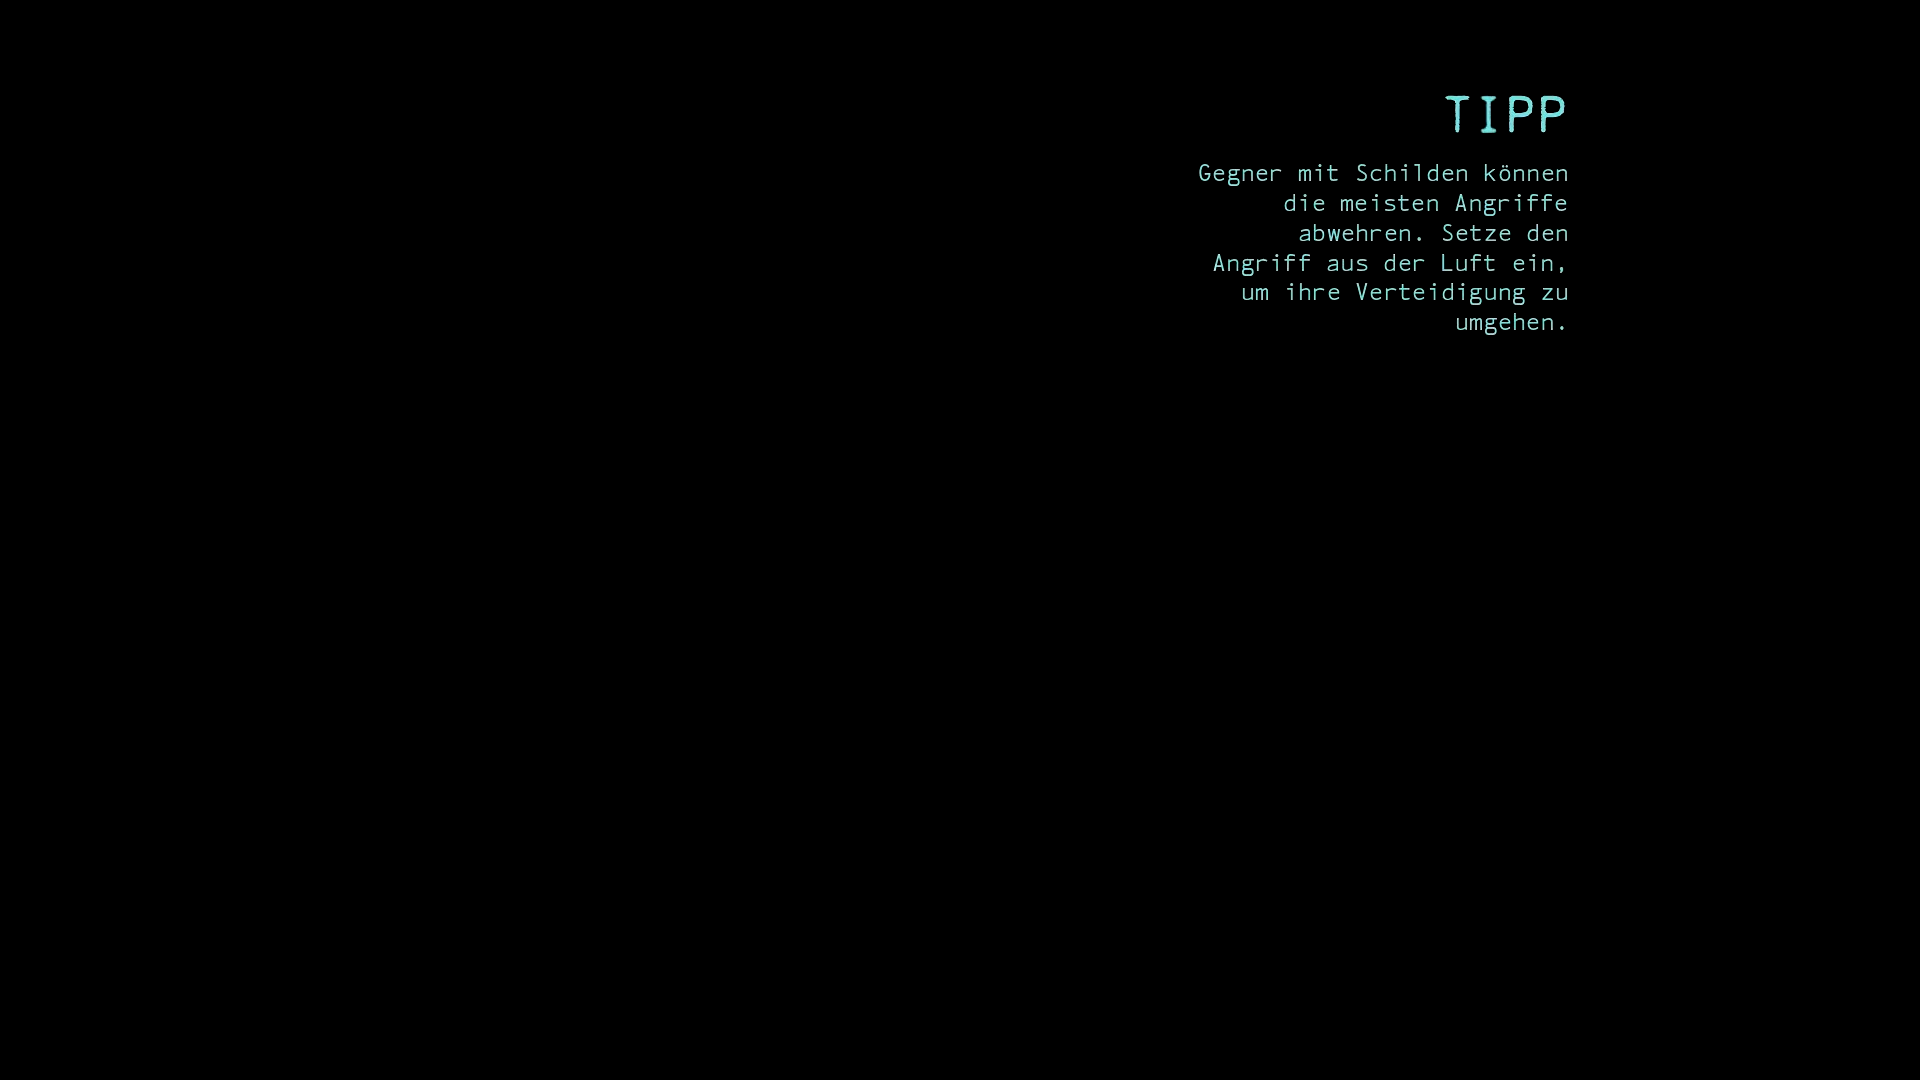 TIPP
Gegner mit Schilden können
die meisten Angriffe
abwehren. Setze den
Angriff aus der Luft ein,
um ihre Verteidigung zu
umgehen.